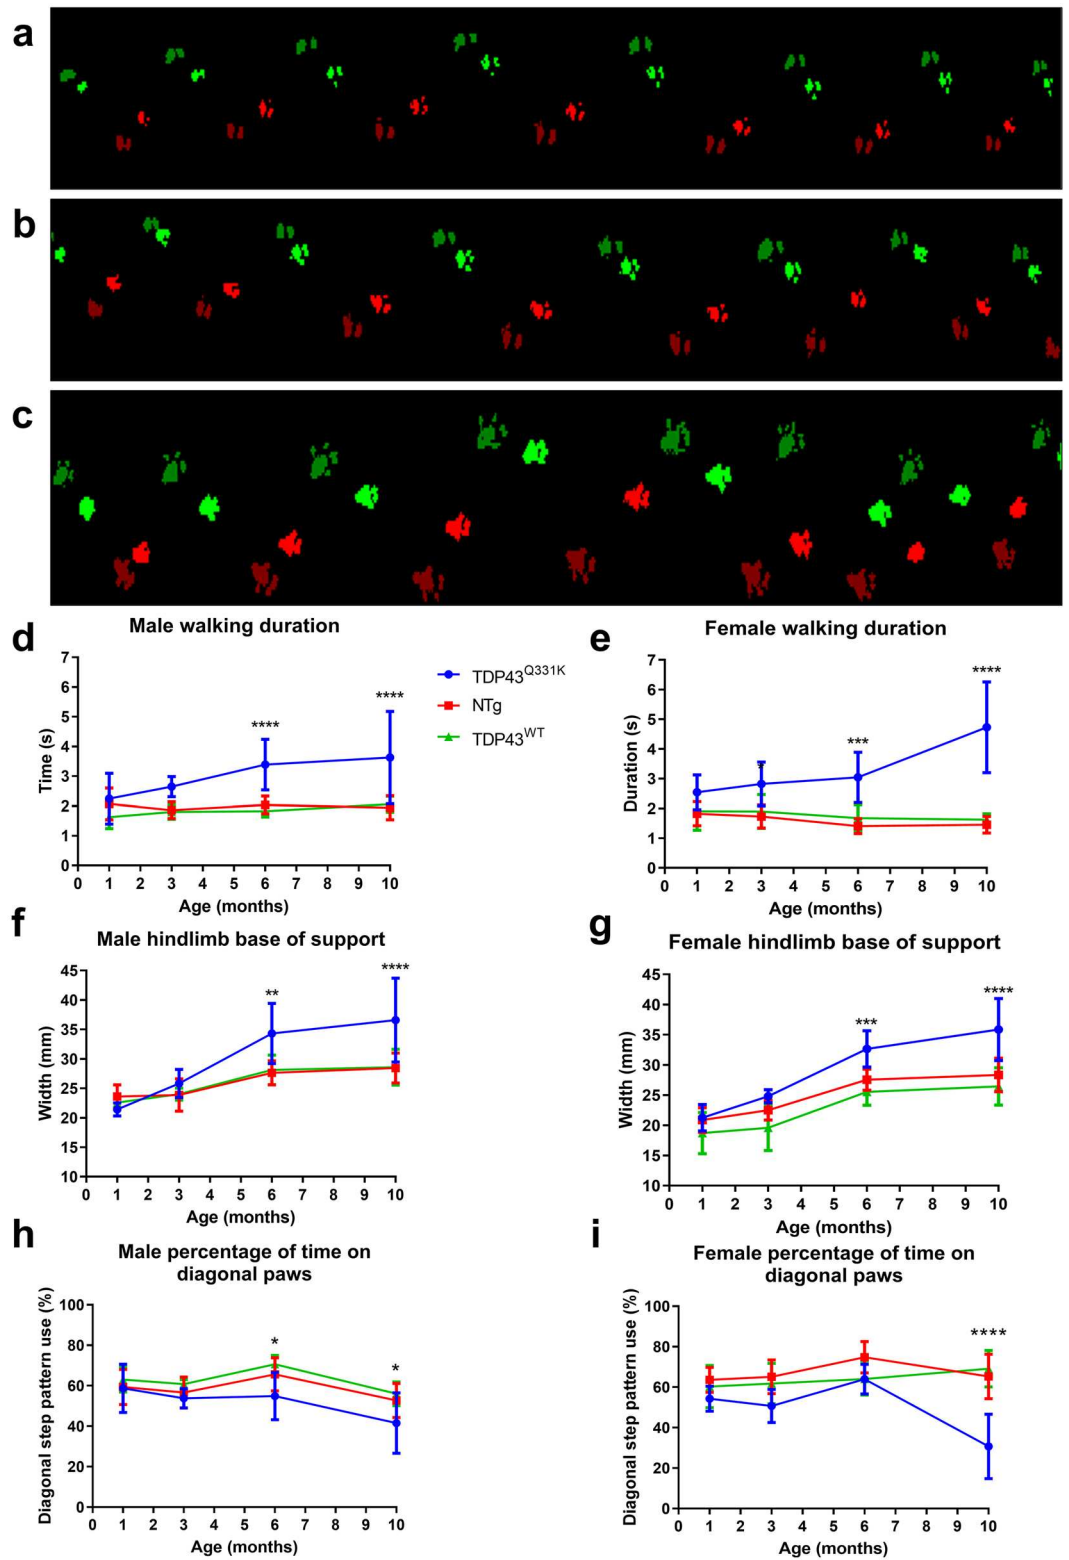 a
b
c
d
Male walking duration
Time (s)
7
6
5
4
3
2
1
0
0 1 2 3 4 5 6 7 8 9 10
Age (months)
****
****
TDP43Q331K
NTg
TDP43WT
e
Female walking duration
Duration (s)
7
6
5
4
3
2
1
0
0 1 2 3 4 5 6 7 8 9 10
Age (months)
*
***
****
f
Male hindlimb base of support
Width (mm)
45
40
35
30
25
20
15
10
0 1 2 3 4 5 6 7 8 9 10
Age (months)
**
****
g
Female hindlimb base of support
Width (mm)
45
40
35
30
25
20
15
10
0 1 2 3 4 5 6 7 8 9 10
Age (months)
***
****
h
Male percentage of time on
diagonal paws
Diagonal step pattern use (%)
100
80
60
40
20
0
0 1 2 3 4 5 6 7 8 9 10
Age (months)
*
*
i
Female percentage of time on
diagonal paws
Diagonal step pattern use (%)
100
80
60
40
20
0
0 1 2 3 4 5 6 7 8 9 10
Age (months)
****